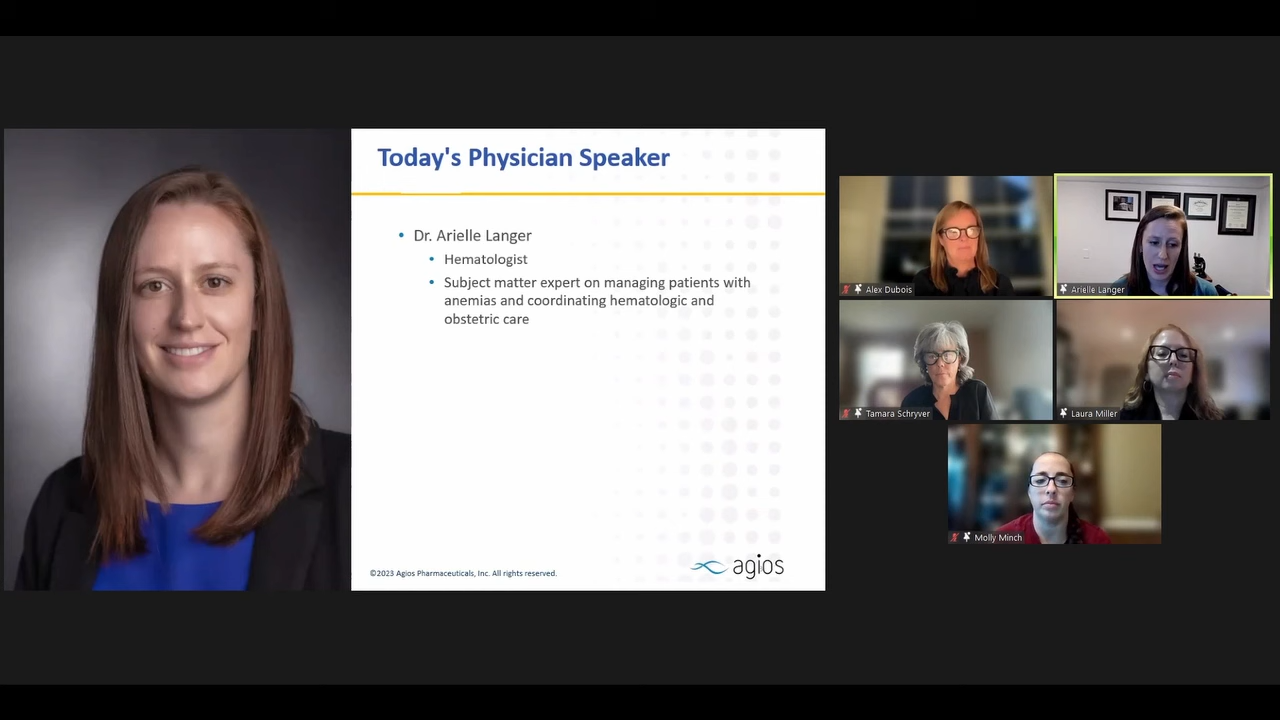 Today's Physician Speaker
• Dr. Arielle Langer
• Hematologist
• Subject matter expert on managing patients with
anemias and coordinating hematologic and
obstetric care
©2023 Agios Pharmaceuticals, Inc. All rights reserved.
agios
Alex Dubois
Arielle Langer
Tamara Schryver
Laura Miller
Molly Minch